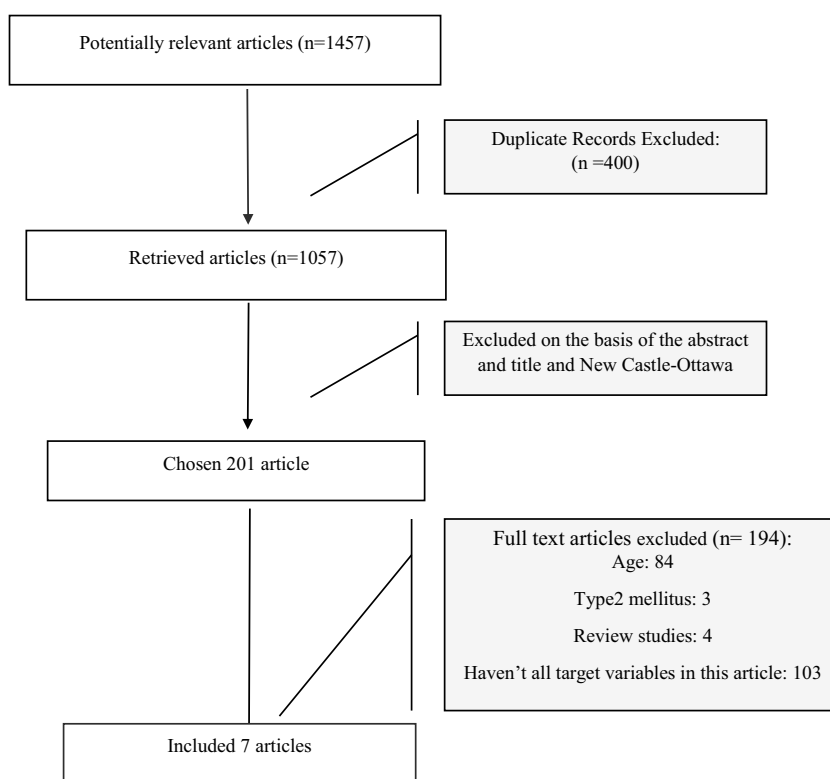 Potentially relevant articles (n=1457)
Duplicate Records Excluded:
(n =400)
Retrieved articles (n=1057)
Excluded on the basis of the abstract
and title and New Castle-Ottawa
Chosen 201 article
Full text articles excluded (n= 194):
Age: 84
Type2 mellitus: 3
Review studies: 4
Haven’t all target variables in this article: 103
Included 7 articles